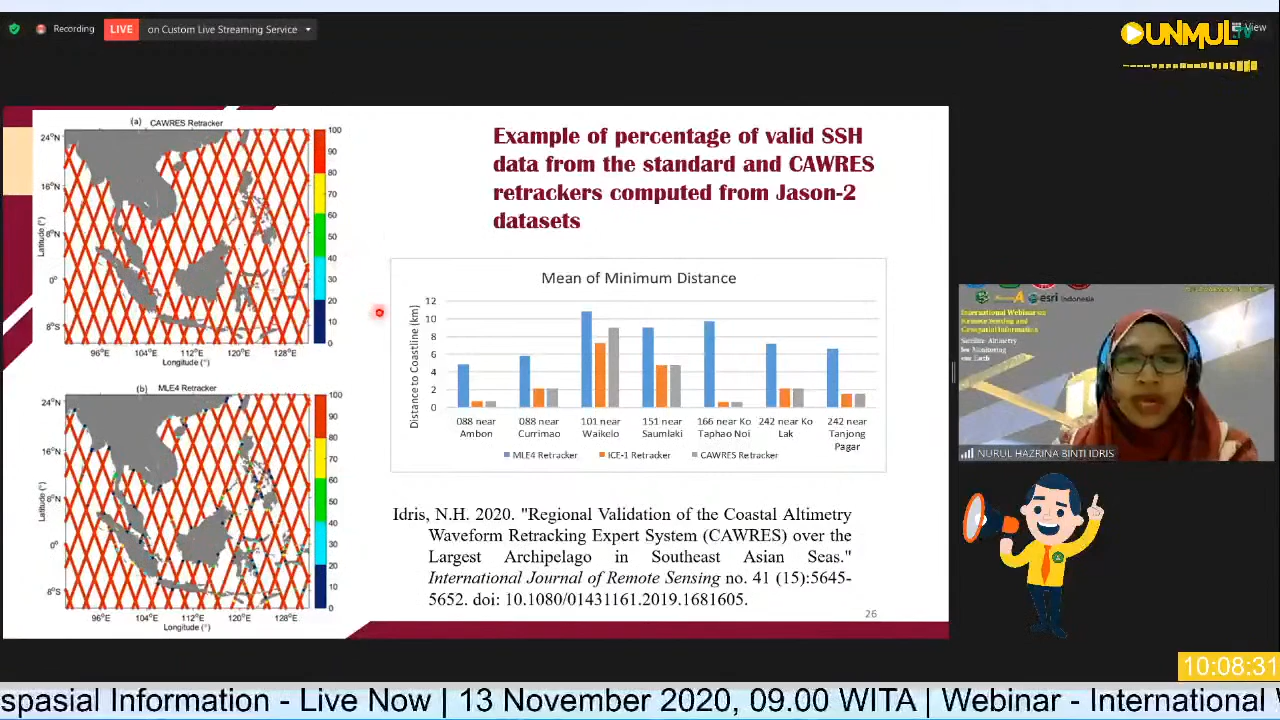 Recording
LIVE
on Custom Live Streaming Service
View
UNMUL
TV
(a) CAWRES Retracker
24°N
16°N
8°N
0°
8°S
Latitude (°)
96°E 104°E 112°E 120°E 128°E
Longitude (°)
100
90
80
70
60
50
40
30
20
10
0
(b) MLE4 Retracker
24°N
16°N
8°N
0°
8°S
Latitude (°)
96°E 104°E 112°E 120°E 128°E
Longitude (°)
100
90
80
70
60
50
40
30
20
10
0
Example of percentage of valid SSH
data from the standard and CAWRES
retrackers computed from Jason-2
datasets
Mean of Minimum Distance
Distance to Coastline (km)
12
10
8
6
4
2
0
088 near Ambon
088 near Currimao
101 near Waikelo
151 near Saumlaki
166 near Ko Taphao Noi
242 near Ko Lak
242 near Tanjong Pagar
MLE4 Retracker ICE-1 Retracker CAWRES Retracker
Idris, N.H. 2020. "Regional Validation of the Coastal Altimetry
Waveform Retracking Expert System (CAWRES) over the
Largest Archipelago in Southeast Asian Seas."
International Journal of Remote Sensing no. 41 (15):5645-
5652. doi: 10.1080/01431161.2019.1681605.
26
esri Indonesia
International Webinar on
Remote Sensing and
Geospatial Information
Satellite Altimetry
for Monitoring
our Earth
NURUL HAZRINA BINTI IDRIS
10:08:31
spasial Information - Live Now | 13 November 2020, 09.00 WITA | Webinar - International